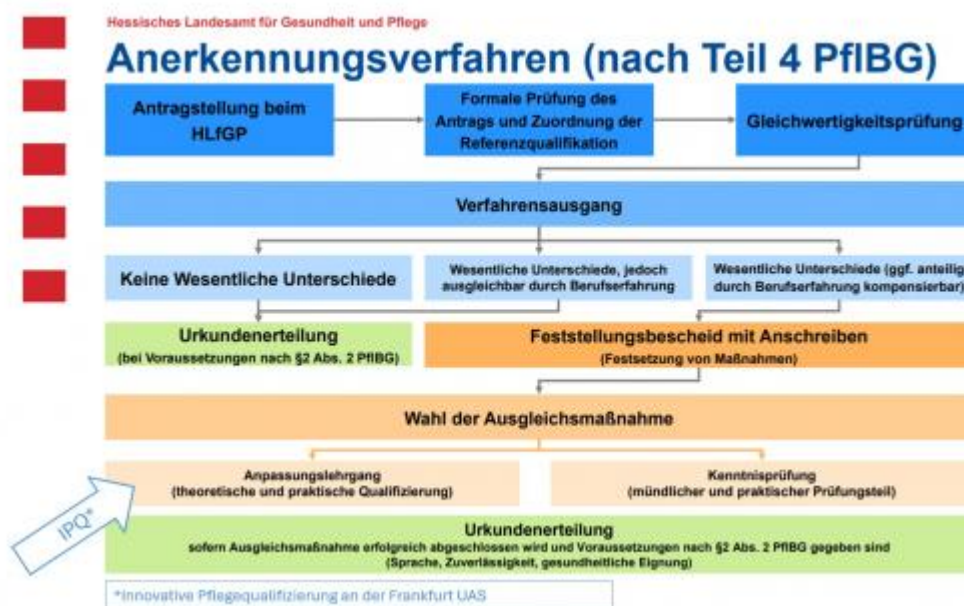 Hessisches Landesamt für Gesundheit und Pflege
Anerkennungsverfahren (nach Teil 4 PflBG)
Antragstellung beim
HLfGP
Formale Prüfung des
Antrags und Zuordnung der
Referenzqualifikation
Gleichwertigkeitsprüfung
Verfahrensausgang
Keine Wesentliche Unterschiede
Wesentliche Unterschiede, jedoch
ausgleichbar durch Berufserfahrung
Wesentliche Unterschiede (ggf. anteilig
durch Berufserfahrung kompensierbar)
Urkundenerteilung
(bei Voraussetzungen nach §2 Abs. 2 PflBG)
Feststellungsbescheid mit Anschreiben
(Festsetzung von Maßnahmen)
Wahl der Ausgleichsmaßnahme
Anpassungslehrgang
(theoretische und praktische Qualifizierung)
Kenntnisprüfung
(mündlicher und praktischer Prüfungsteil)
IPQ*
Urkundenerteilung
sofern Ausgleichsmaßnahme erfolgreich abgeschlossen wird und Voraussetzungen nach §2 Abs. 2 PflBG gegeben sind
(Sprache, Zuverlässigkeit, gesundheitliche Eignung)
*Innovative Pflegequalifizierung an der Frankfurt UAS